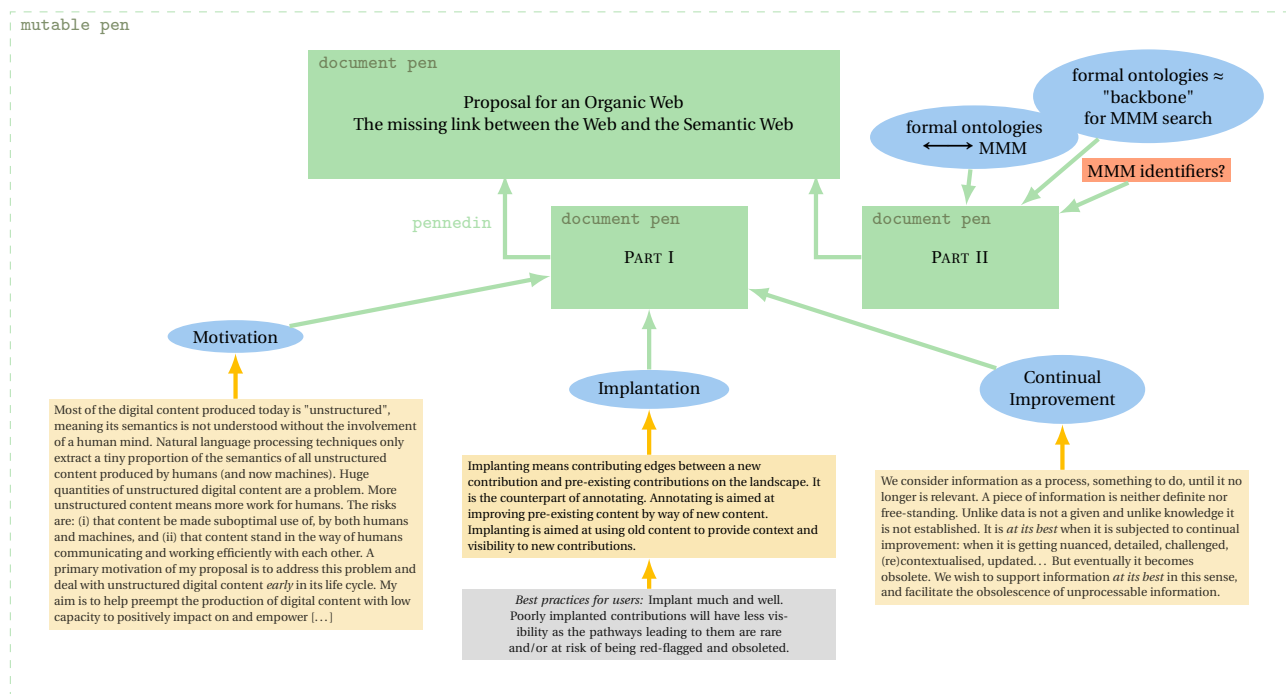 mutable pen
document pen
Proposal for an Organic Web
The missing link between the Web and the Semantic Web
formal ontologies ≈
"backbone"
for MMM search
formal ontologies
⟷ MMM
MMM identifiers?
pennedin
document pen
PART I
document pen
PART II
Motivation
Most of the digital content produced today is "unstructured",
meaning its semantics is not understood without the involvement
of a human mind. Natural language processing techniques only
extract a tiny proportion of the semantics of all unstructured
content produced by humans (and now machines). Huge
quantities of unstructured digital content are a problem. More
unstructured content means more work for humans. The risks
are: (i) that content be made suboptimal use of, by both humans
and machines, and (ii) that content stand in the way of humans
communicating and working efficiently with each other. A
primary motivation of my proposal is to address this problem and
deal with unstructured digital content early in its life cycle. My
aim is to help preempt the production of digital content with low
capacity to positively impact on and empower [...]
Implantation
Implanting means contributing edges between a new
contribution and pre-existing contributions on the landscape. It
is the counterpart of annotating. Annotating is aimed at
improving pre-existing content by way of new content.
Implanting is aimed at using old content to provide context and
visibility to new contributions.
Best practices for users: Implant much and well.
Poorly implanted contributions will have less vis-
ibility as the pathways leading to them are rare
and/or at risk of being red-flagged and obsoleted.
Continual
Improvement
We consider information as a process, something to do, until it no
longer is relevant. A piece of information is neither definite nor
free-standing. Unlike data is not a given and unlike knowledge it
is not established. It is at its best when it is subjected to continual
improvement: when it is getting nuanced, detailed, challenged,
(re)contextualised, updated... But eventually it becomes
obsolete. We wish to support information at its best in this sense,
and facilitate the obsolescence of unprocessable information.